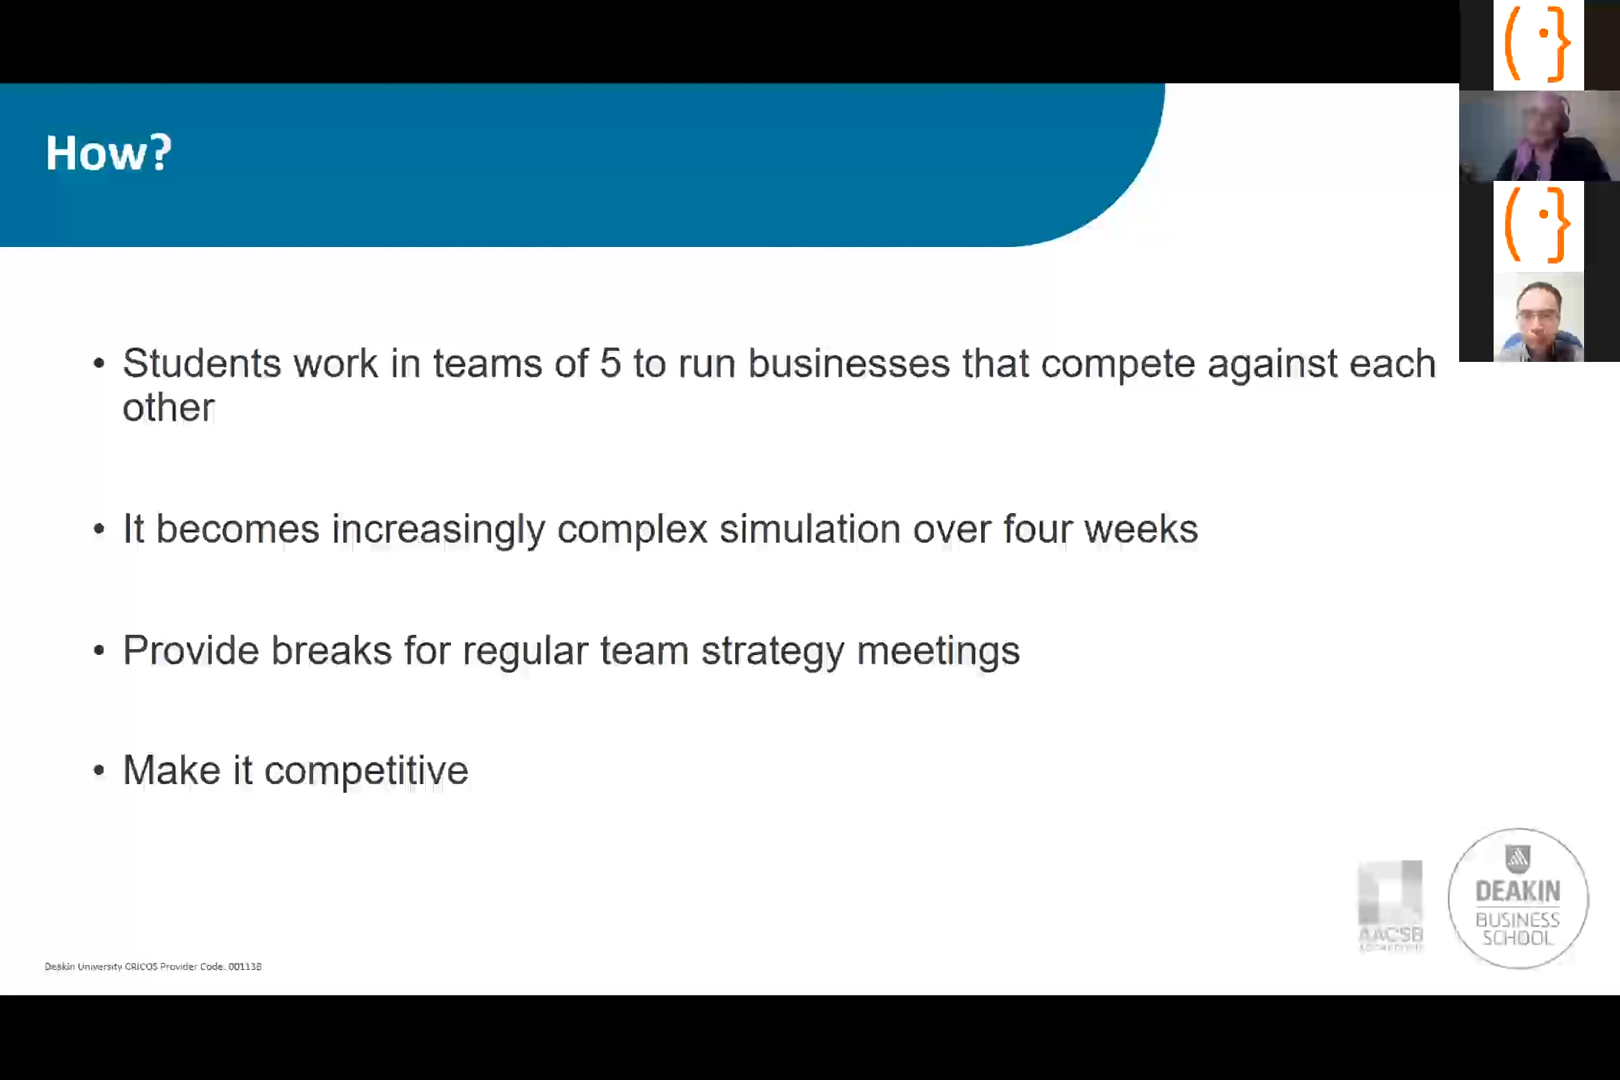 How?
• Students work in teams of 5 to run businesses that compete against each
other
• It becomes increasingly complex simulation over four weeks
• Provide breaks for regular team strategy meetings
• Make it competitive
AACSB
DEAKIN
BUSINESS
SCHOOL
Deakin University CRICOS Provider Code. 00113B